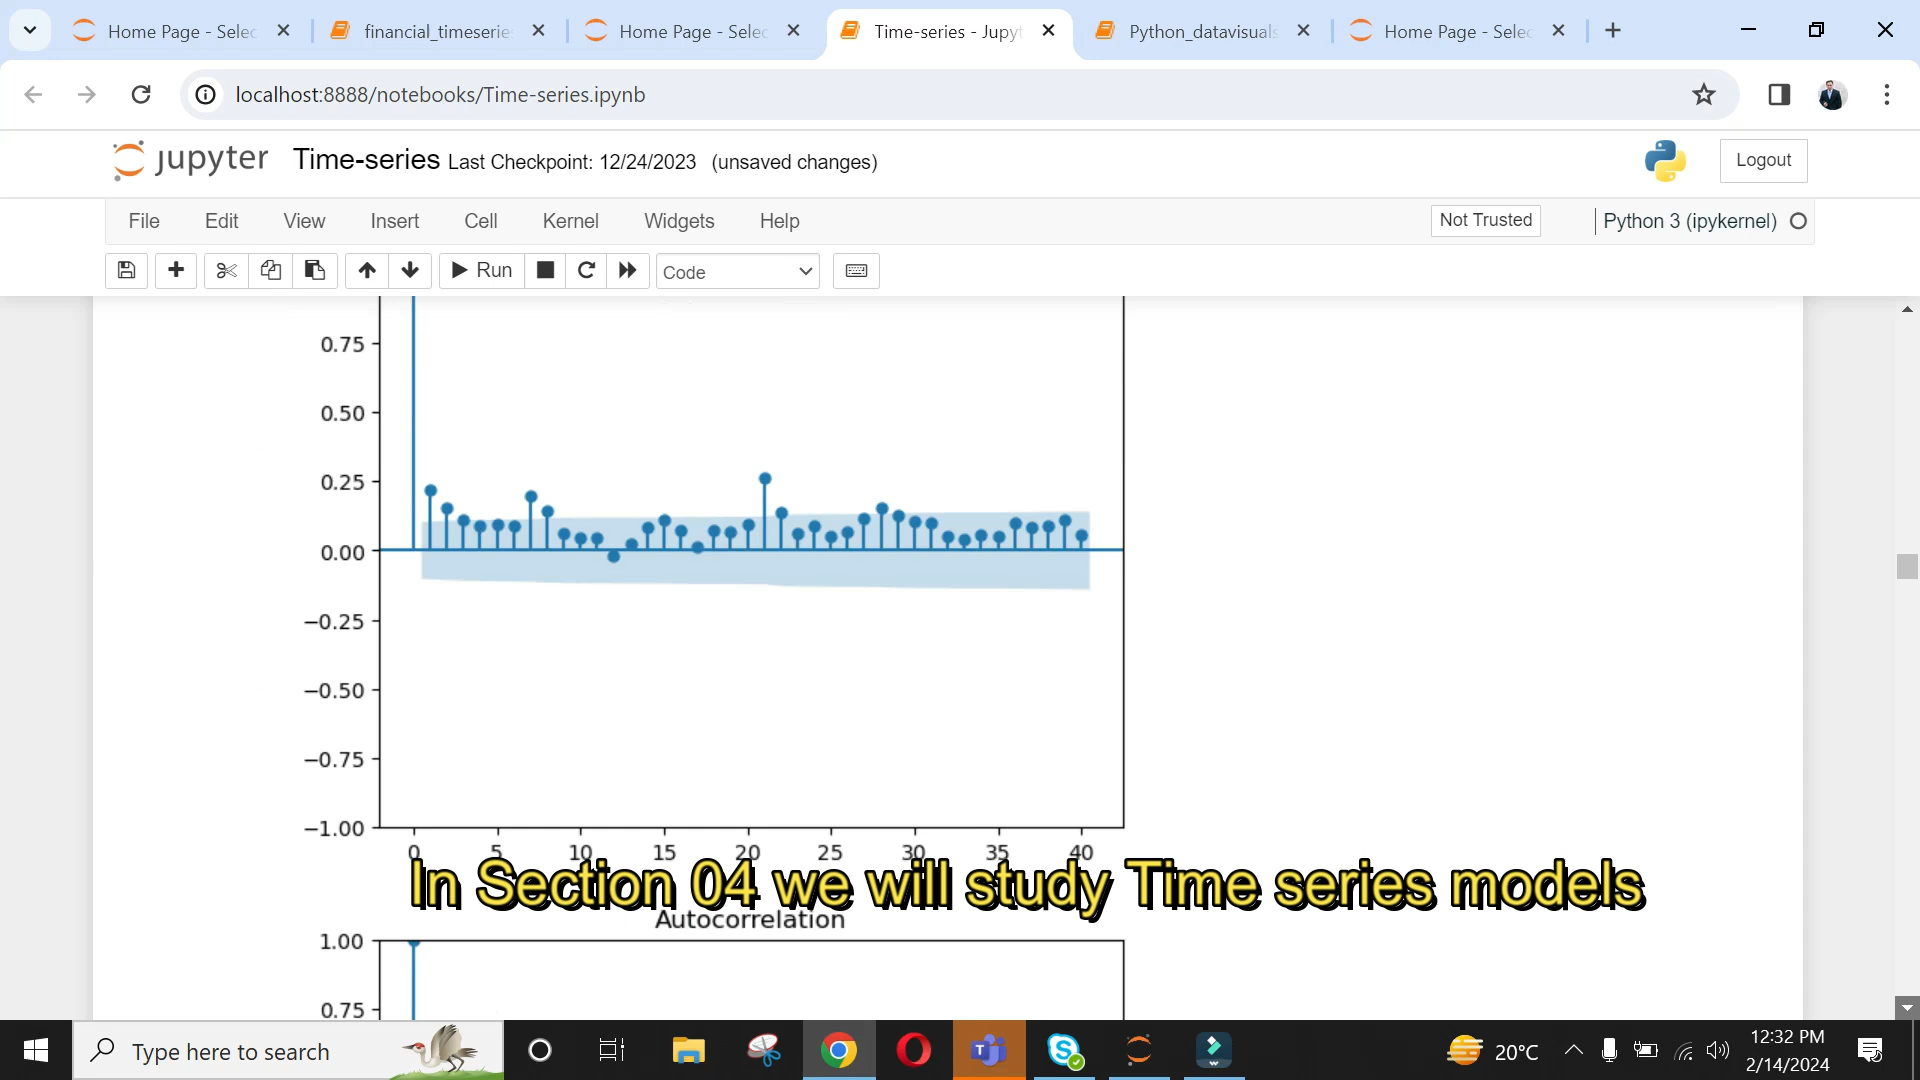 Home Page - Selec
financial_timeserie
Home Page - Selec
Time-series - Jupyt
Python_datavisuals
Home Page - Selec
localhost:8888/notebooks/Time-series.ipynb
jupyter Time-series Last Checkpoint: 12/24/2023 (unsaved changes)
Logout
File Edit View Insert Cell Kernel Widgets Help
Not Trusted
Python 3 (ipykernel)
Run
Code
0.75
0.50
0.25
0.00
−0.25
−0.50
−0.75
−1.00
0 5 10 15 20 25 30 35 40
In Section 04 we will study Time series models
Autocorrelation
1.00
0.75
Type here to search
20°C
12:32 PM
2/14/2024